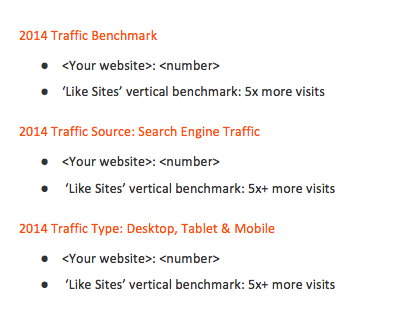 2014 Traffic Benchmark
● <Your website>: <number>
● ‘Like Sites’ vertical benchmark: 5x more visits
2014 Traffic Source: Search Engine Traffic
● <Your website>: <number>
● ‘Like Sites’ vertical benchmark: 5x+ more visits
2014 Traffic Type: Desktop, Tablet & Mobile
● <Your website>: <number>
● ‘Like Sites’ vertical benchmark: 5x+ more visits